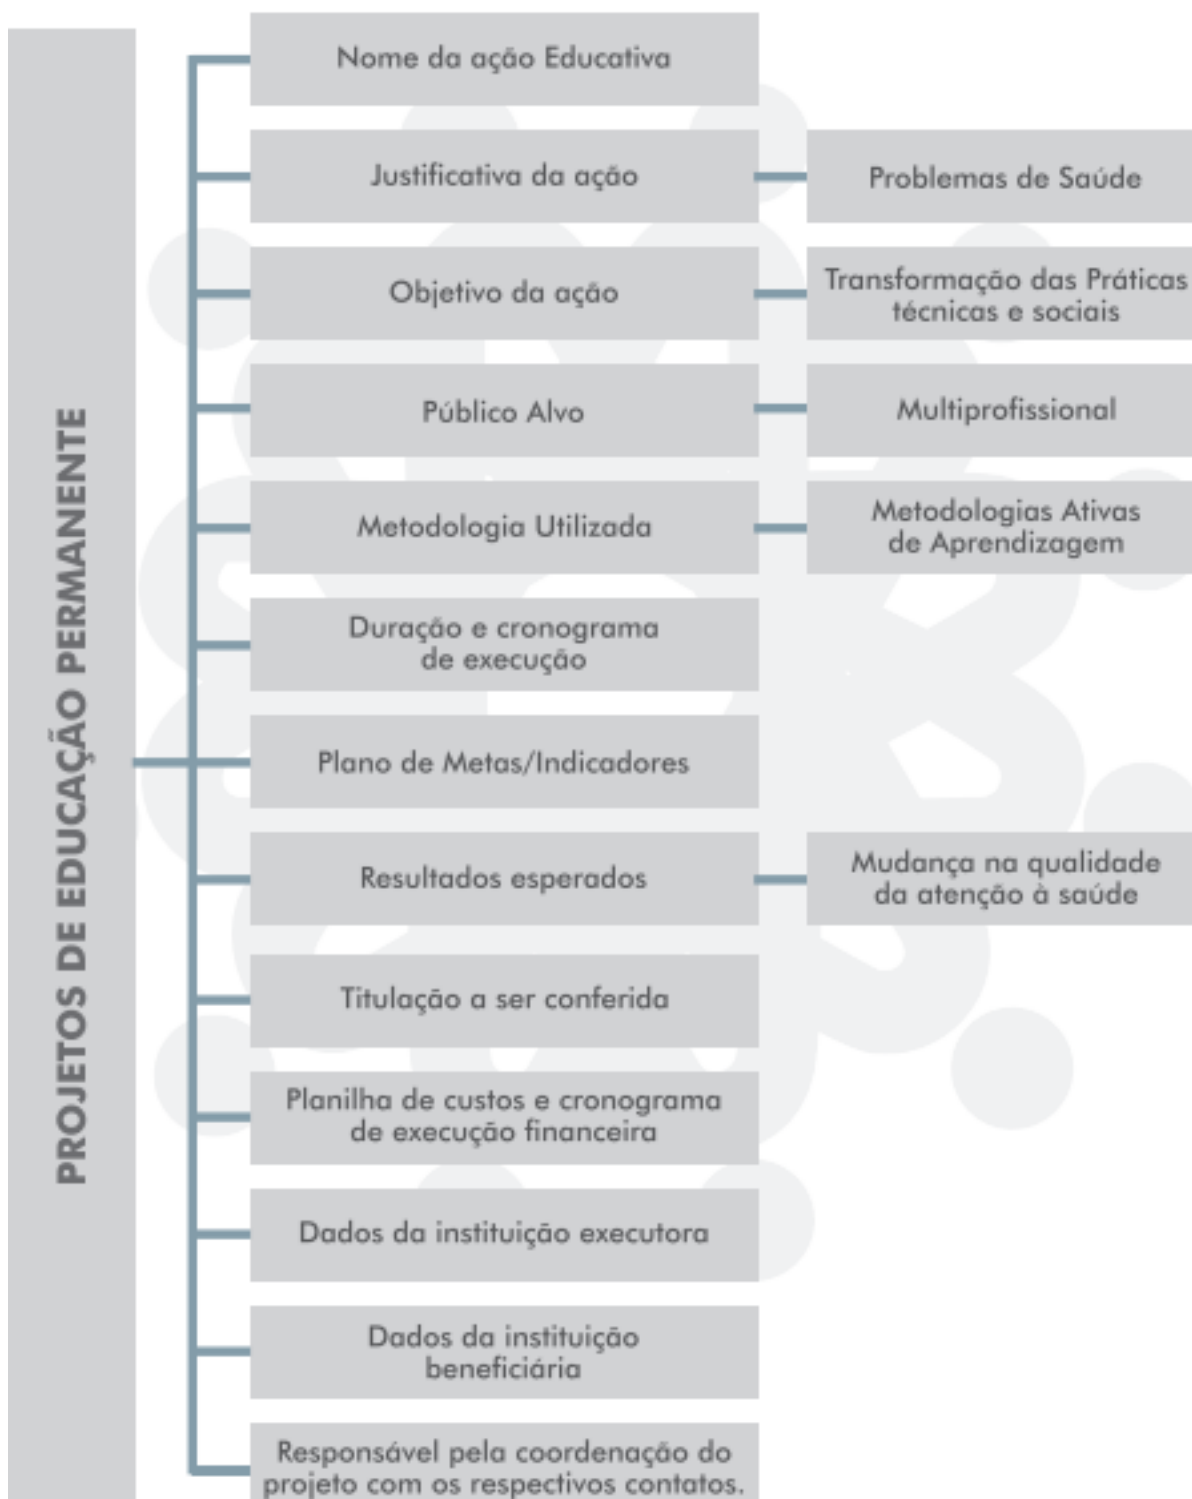 PROJETOS DE EDUCAÇÃO PERMANENTE
Nome da ação Educativa
Justificativa da ação
Problemas de Saúde
Objetivo da ação
Transformação das Práticas
técnicas e sociais
Público Alvo
Multiprofissional
Metodologia Utilizada
Metodologias Ativas
de Aprendizagem
Duração e cronograma
de execução
Plano de Metas/Indicadores
Resultados esperados
Mudança na qualidade
da atenção à saúde
Titulação a ser conferida
Planilha de custos e cronograma
de execução financeira
Dados da instituição executora
Dados da instituição
beneficiária
Responsável pela coordenação do
projeto com os respectivos contatos.